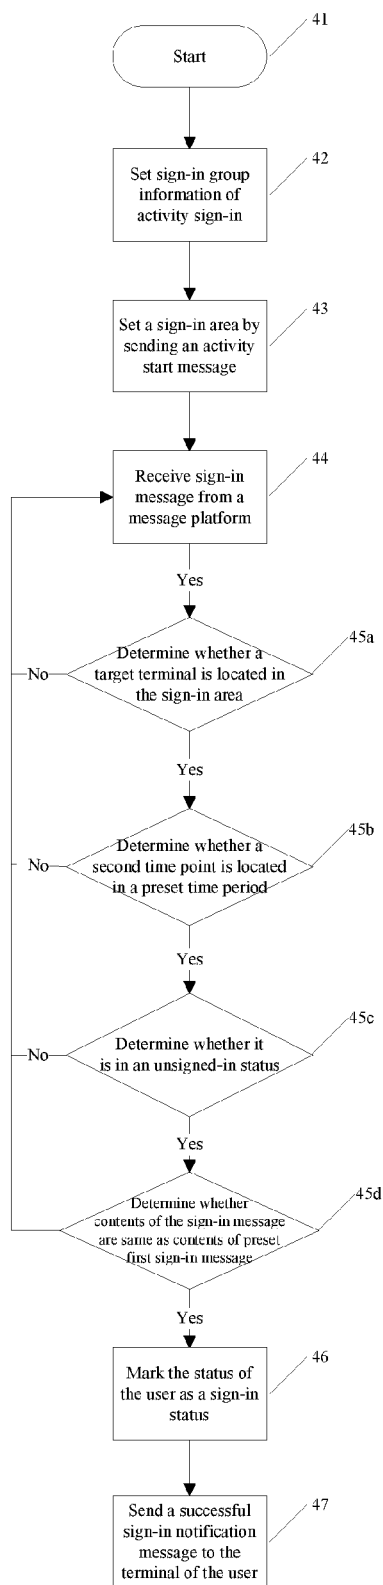 41
Start
42
Set sign-in group
information of
activity sign-in
43
Set a sign-in area by
sending an activity
start message
44
Receive sign-in
message from a
message platform
Yes
45a
Determine whether a
target terminal is located in
the sign-in area
No
Yes
45b
Determine whether a
second time point is located
in a preset time period
No
Yes
45c
Determine whether it
is in an unsigned-in status
No
Yes
45d
Determine whether
contents of the sign-in message
are same as contents of preset
first sign-in message
Yes
46
Mark the status of
the user as a sign-in
status
47
Send a successful
sign-in notification
message to the
terminal of the user